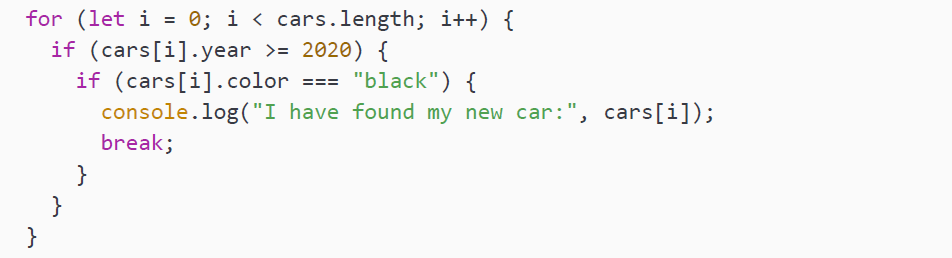 for (let i = 0; i < cars.length; i++) {
  if (cars[i].year >= 2020) {
    if (cars[i].color === "black") {
      console.log("I have found my new car:", cars[i]);
      break;
    }
  }
}